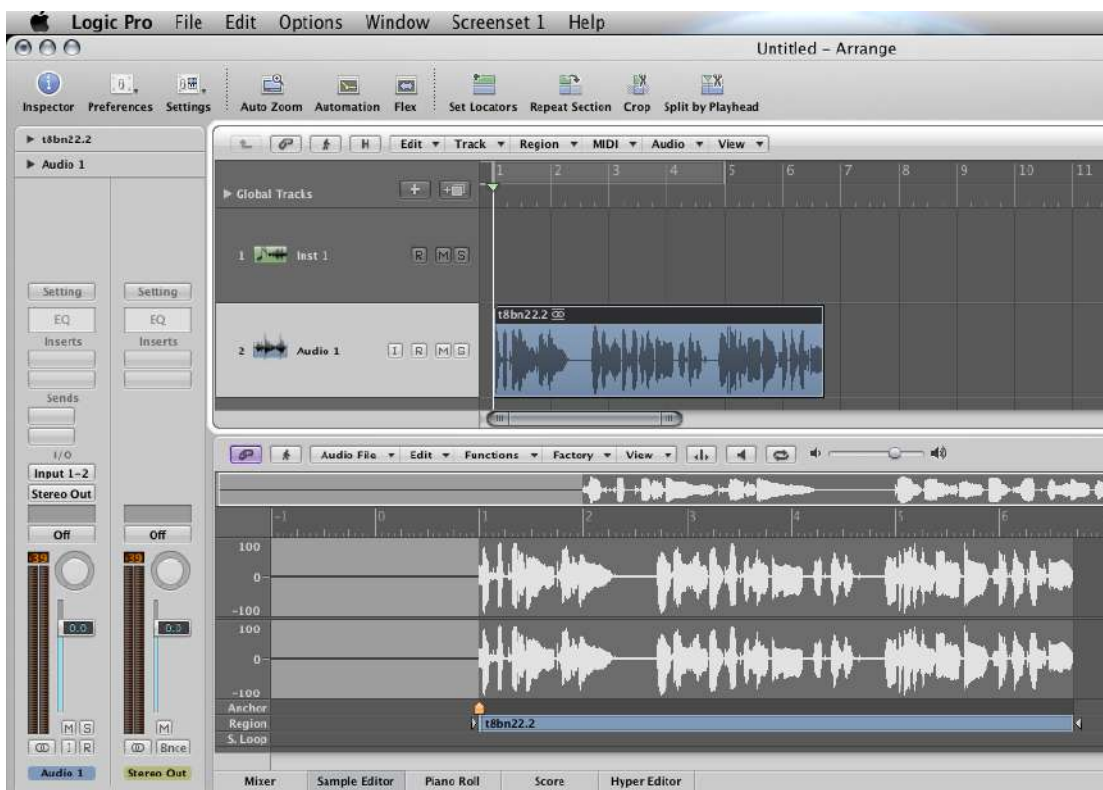 Logic Pro File Edit Options Window Screenset 1 Help
Untitled – Arrange
Inspector Preferences Settings Auto Zoom Automation Flex Set Locators Repeat Section Crop Split by Playhead
t8bn22.2
Audio 1
H Edit Track Region MIDI Audio View
1 2 3 4 5 6 7 8 9 10 11
Global Tracks
1 Inst 1 R M S
t8bn22.2
2 Audio 1 I R M S
Setting Setting
EQ EQ
Inserts Inserts
Sends
I/O
Input 1-2
Stereo Out
Off Off
39 39
0.0 0.0
M S M
I R Bnce
Audio 1 Stereo Out
Audio File Edit Functions Factory View
-1 0 1 2 3 4 5 6
100
0
-100
100
0
-100
Anchor
Region t8bn22.2
S. Loop
Mixer Sample Editor Piano Roll Score Hyper Editor